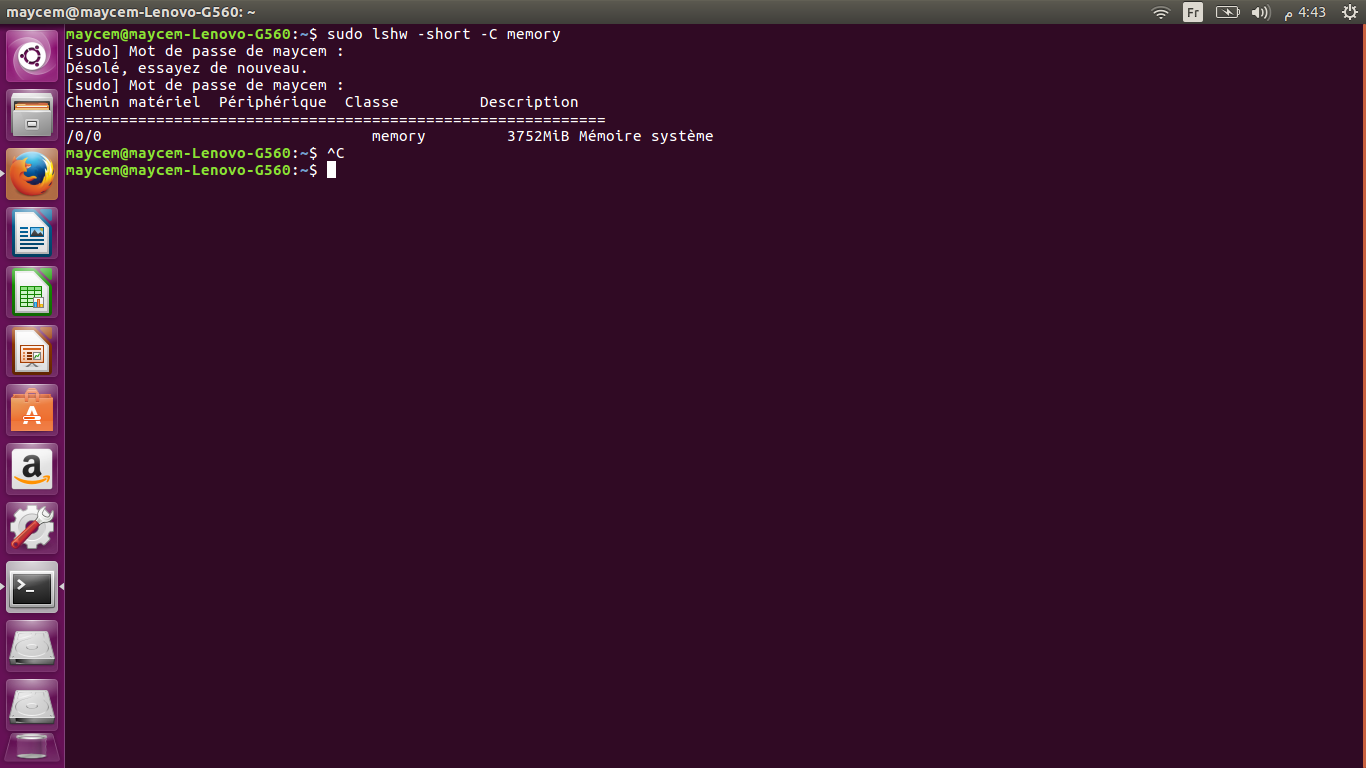 maycem@maycem-Lenovo-G560: ~
Fr
4:43 م
maycem@maycem-Lenovo-G560:~$ sudo lshw -short -C memory
[sudo] Mot de passe de maycem :
Désolé, essayez de nouveau.
[sudo] Mot de passe de maycem :
Chemin matériel  Périphérique  Classe         Description
============================================================
/0/0                              memory         3752MiB Mémoire système
maycem@maycem-Lenovo-G560:~$ ^C
maycem@maycem-Lenovo-G560:~$